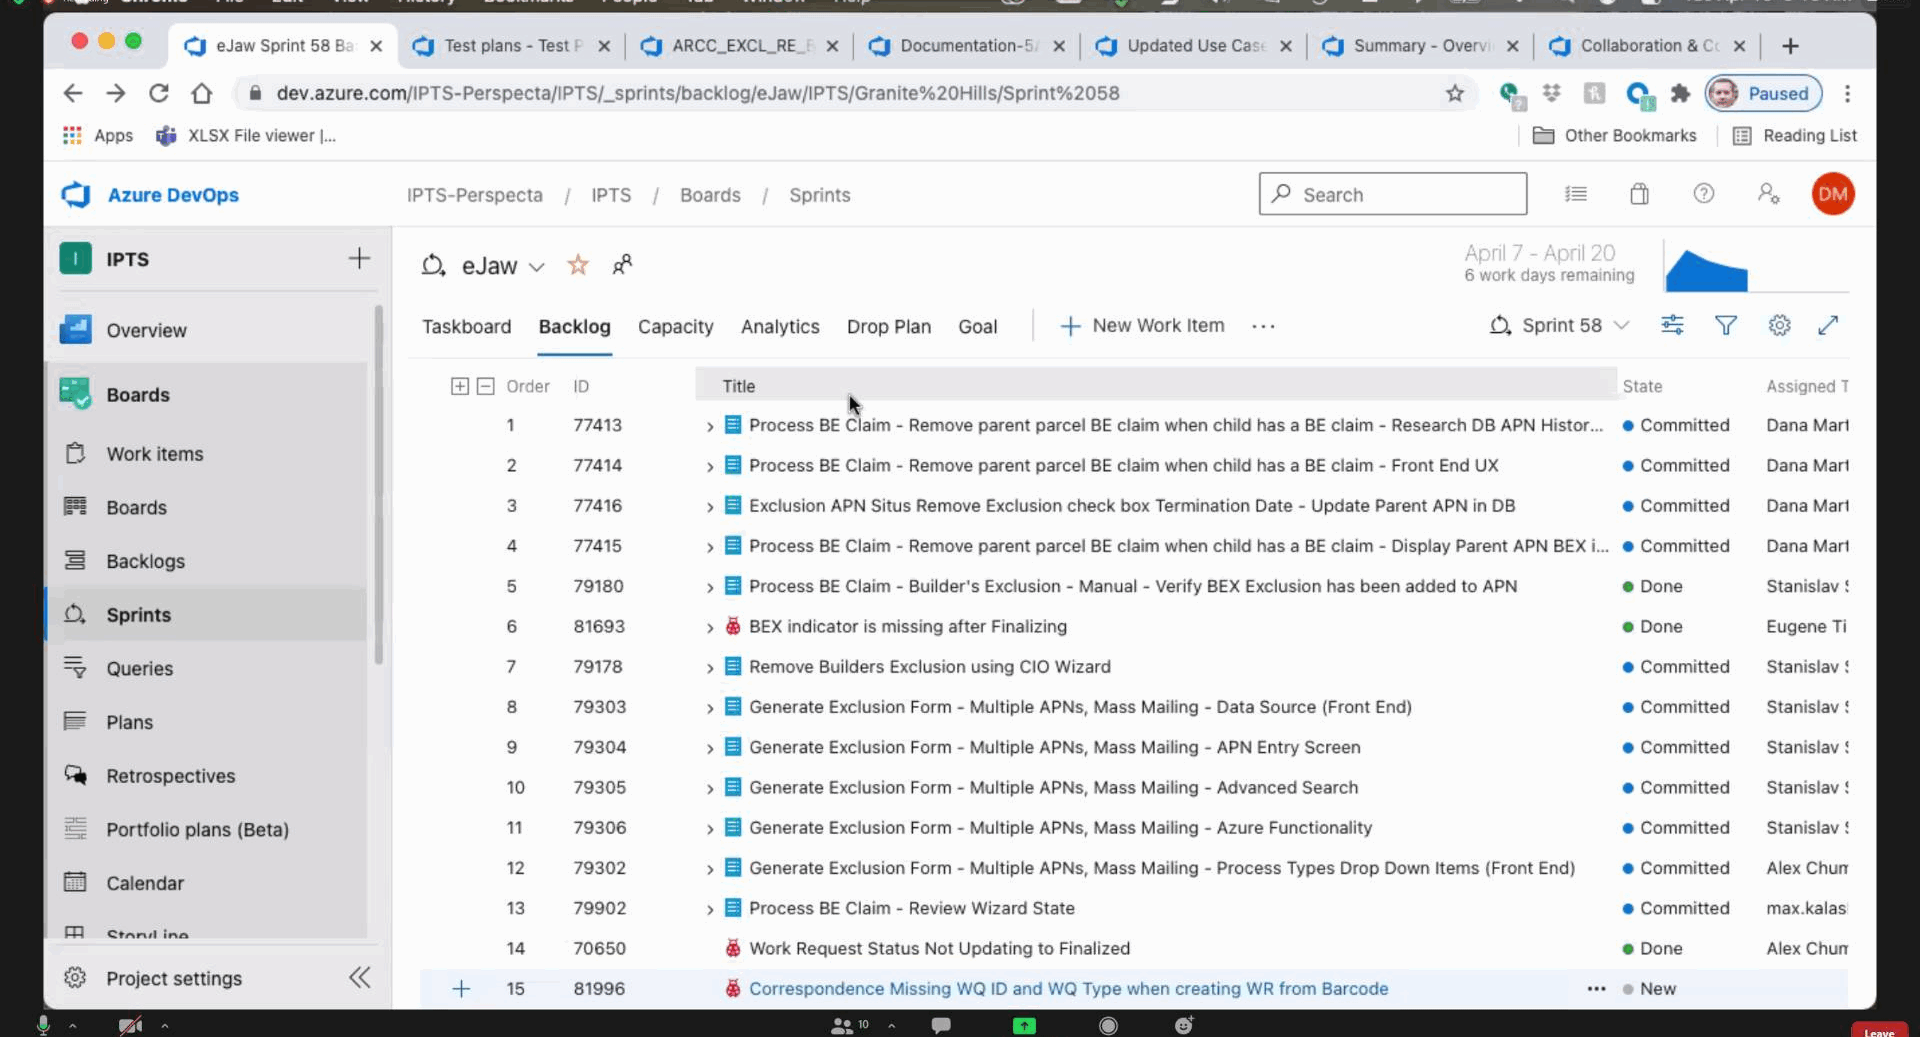 Chrome File Edit View History Bookmarks People Tab Window Help
eJaw Sprint 58 Ba
Test plans - Test P
ARCC_EXCL_RE_
Documentation-5
Updated Use Case
Summary - Overvi
Collaboration & Co
dev.azure.com/IPTS-Perspecta/IPTS/_sprints/backlog/eJaw/IPTS/Granite%20Hills/Sprint%2058
Paused
Apps
XLSX File viewer |...
Other Bookmarks
Reading List
Azure DevOps
IPTS-Perspecta / IPTS / Boards / Sprints
Search
DM
I IPTS
eJaw
April 7 - April 20
6 work days remaining
Overview
Boards
Work items
Boards
Backlogs
Sprints
Queries
Plans
Retrospectives
Portfolio plans (Beta)
Calendar
StoryLine
Project settings
Taskboard Backlog Capacity Analytics Drop Plan Goal + New Work Item ...
Sprint 58
Order ID Title State Assigned T
1 77413 Process BE Claim - Remove parent parcel BE claim when child has a BE claim - Research DB APN Histor... Committed Dana Mart
2 77414 Process BE Claim - Remove parent parcel BE claim when child has a BE claim - Front End UX Committed Dana Mart
3 77416 Exclusion APN Situs Remove Exclusion check box Termination Date - Update Parent APN in DB Committed Dana Mart
4 77415 Process BE Claim - Remove parent parcel BE claim when child has a BE claim - Display Parent APN BEX i... Committed Dana Mart
5 79180 Process BE Claim - Builder's Exclusion - Manual - Verify BEX Exclusion has been added to APN Done Stanislav S
6 81693 BEX indicator is missing after Finalizing Done Eugene Ti
7 79178 Remove Builders Exclusion using CIO Wizard Committed Stanislav S
8 79303 Generate Exclusion Form - Multiple APNs, Mass Mailing - Data Source (Front End) Committed Stanislav S
9 79304 Generate Exclusion Form - Multiple APNs, Mass Mailing - APN Entry Screen Committed Stanislav S
10 79305 Generate Exclusion Form - Multiple APNs, Mass Mailing - Advanced Search Committed Stanislav S
11 79306 Generate Exclusion Form - Multiple APNs, Mass Mailing - Azure Functionality Committed Stanislav S
12 79302 Generate Exclusion Form - Multiple APNs, Mass Mailing - Process Types Drop Down Items (Front End) Committed Alex Chum
13 79902 Process BE Claim - Review Wizard State Committed max.kalas
14 70650 Work Request Status Not Updating to Finalized Done Alex Chum
15 81996 Correspondence Missing WQ ID and WQ Type when creating WR from Barcode ... New
10
Leave